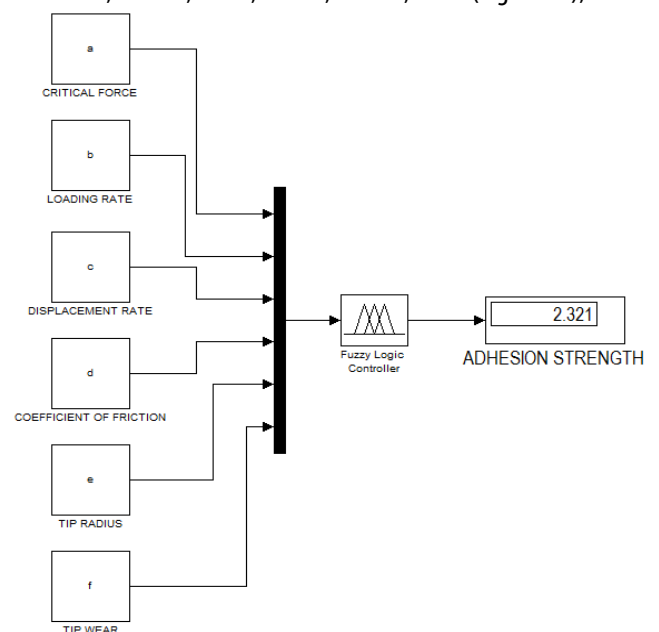 a
CRITICAL FORCE
b
LOADING RATE
c
DISPLACEMENT RATE
d
COEFFICIENT OF FRICTION
e
TIP RADIUS
f
TIP WEAR
Fuzzy Logic
Controller
2.321
ADHESION STRENGTH